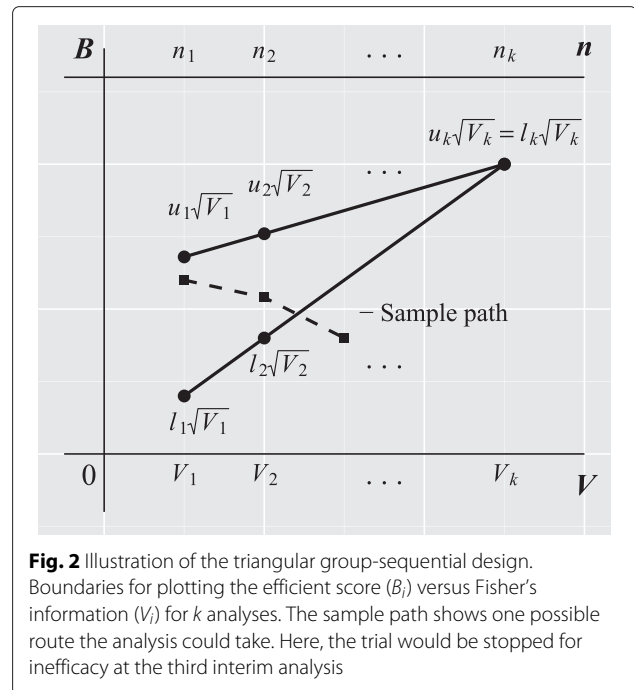 B n₁ n₂ . . . nₖ n
uₖ√Vₖ = lₖ√Vₖ
u₁√V₁ u₂√V₂ . . .
– Sample path
l₂√V₂ . . .
l₁√V₁
0 V₁ V₂ . . . Vₖ V
Fig. 2 Illustration of the triangular group-sequential design.
Boundaries for plotting the efficient score (Bᵢ) versus Fisher's
information (Vᵢ) for k analyses. The sample path shows one possible
route the analysis could take. Here, the trial would be stopped for
inefficacy at the third interim analysis